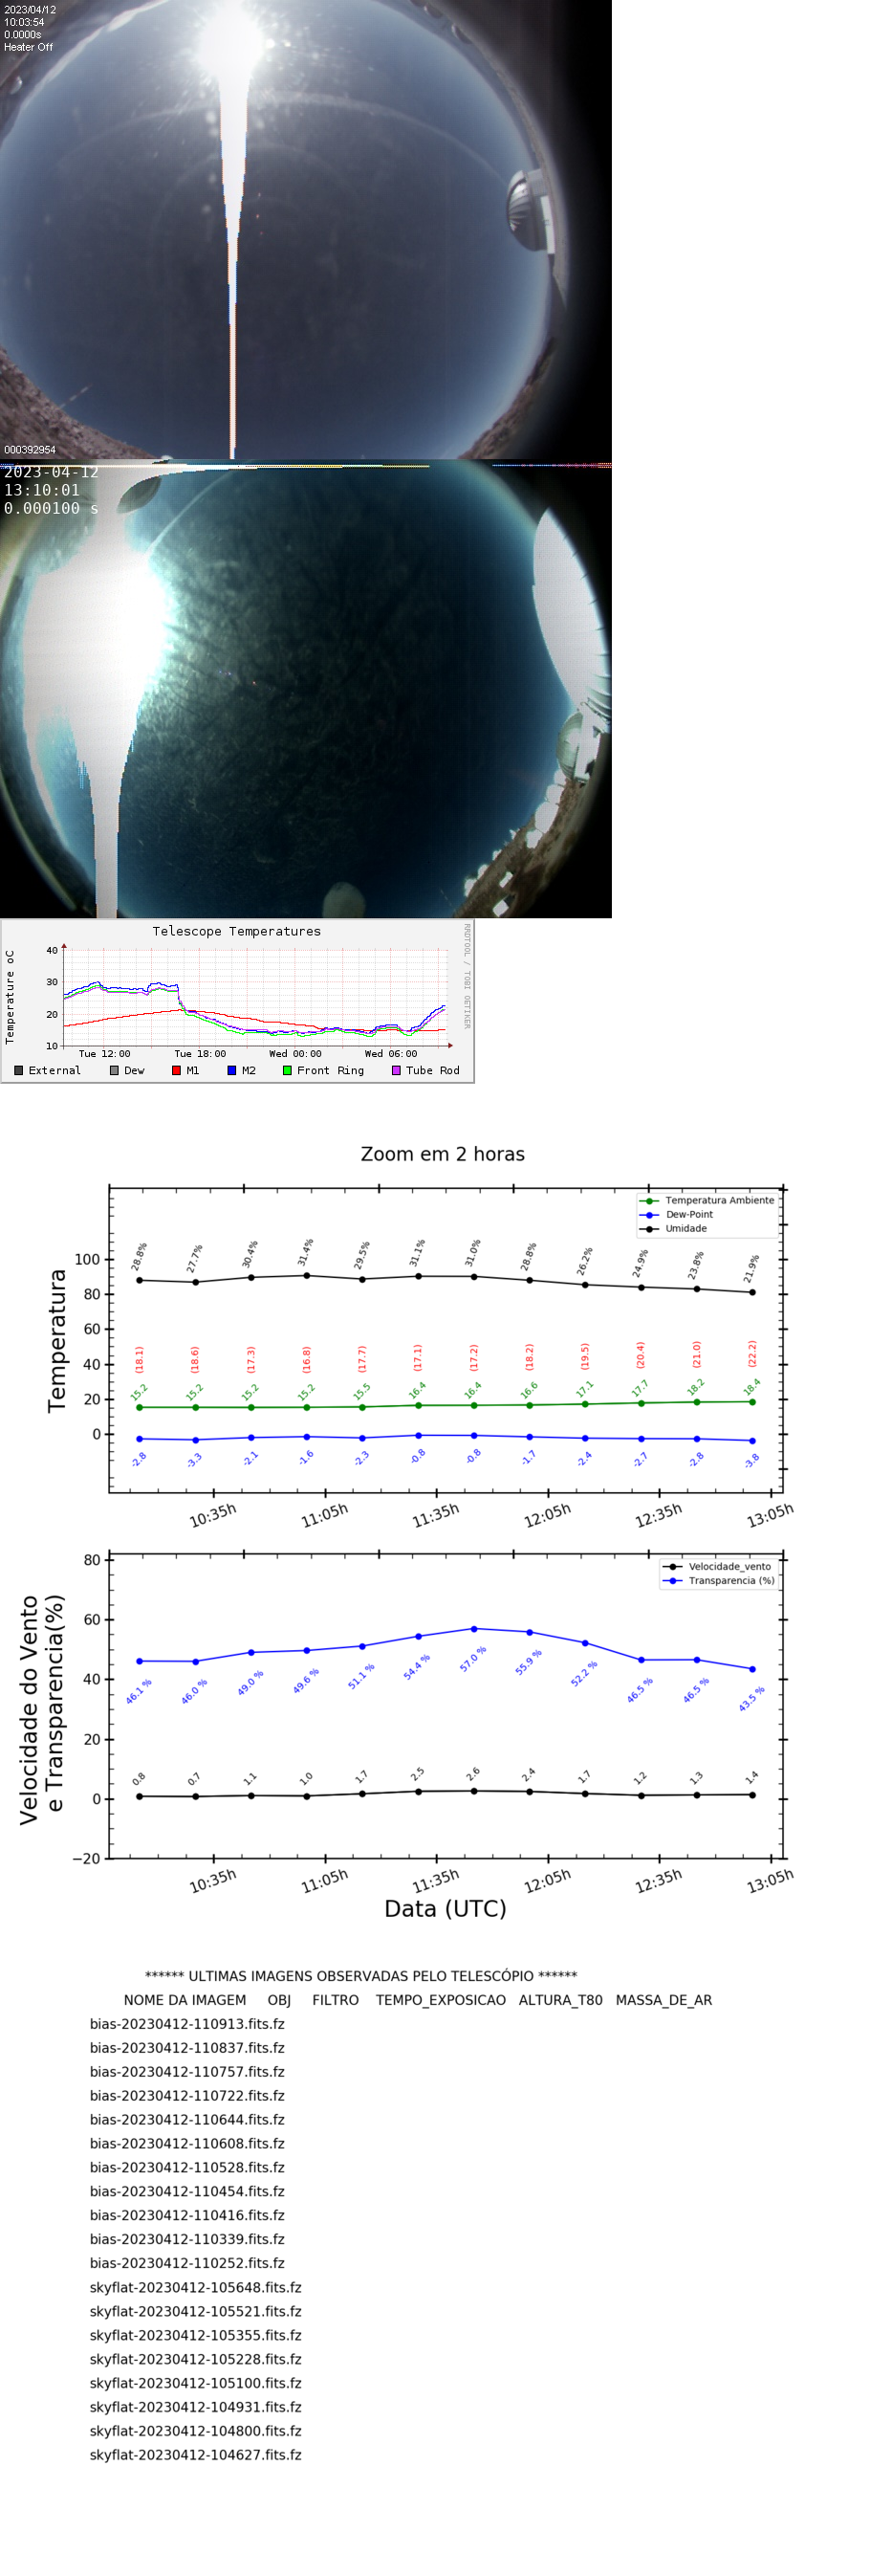 2023/04/12
10:03:54
0.0000s
Heater Off
000392954
2023-04-12
13:10:01
0.000100 s
Telescope Temperatures
RRDTOOL / TOBI OETIKER
Temperature oC
40
30
20
10
Tue 12:00 Tue 18:00 Wed 00:00 Wed 06:00
External Dew M1 M2 Front Ring Tube Rod
Zoom em 2 horas
Temperatura Ambiente
Dew-Point
Umidade
Temperatura
100
80
60
40
20
0
28.8% 27.7% 30.4% 31.4% 29.5% 31.1% 31.0% 28.8% 26.2% 24.9% 23.8% 21.9%
(18.1) (18.6) (17.3) (16.8) (17.7) (17.1) (17.2) (18.2) (19.5) (20.4) (21.0) (22.2)
15.2 15.2 15.2 15.2 15.5 16.4 16.4 16.6 17.1 17.7 18.2 18.4
-2.8 -3.3 -2.1 -1.6 -2.3 -0.8 -0.8 -1.7 -2.4 -2.7 -2.8 -3.8
10:35h 11:05h 11:35h 12:05h 12:35h 13:05h
Velocidade_vento
Transparencia (%)
Velocidade do Vento
e Transparencia(%)
80
60
40
20
0
−20
46.1 % 46.0 % 49.0 % 49.6 % 51.1 % 54.4 % 57.0 % 55.9 % 52.2 % 46.5 % 46.5 % 43.5 %
0.8 0.7 1.1 1.0 1.7 2.5 2.6 2.4 1.7 1.2 1.3 1.4
10:35h 11:05h 11:35h 12:05h 12:35h 13:05h
Data (UTC)
****** ULTIMAS IMAGENS OBSERVADAS PELO TELESCÓPIO ******
NOME DA IMAGEM OBJ FILTRO TEMPO_EXPOSICAO ALTURA_T80 MASSA_DE_AR
bias-20230412-110913.fits.fz
bias-20230412-110837.fits.fz
bias-20230412-110757.fits.fz
bias-20230412-110722.fits.fz
bias-20230412-110644.fits.fz
bias-20230412-110608.fits.fz
bias-20230412-110528.fits.fz
bias-20230412-110454.fits.fz
bias-20230412-110416.fits.fz
bias-20230412-110339.fits.fz
bias-20230412-110252.fits.fz
skyflat-20230412-105648.fits.fz
skyflat-20230412-105521.fits.fz
skyflat-20230412-105355.fits.fz
skyflat-20230412-105228.fits.fz
skyflat-20230412-105100.fits.fz
skyflat-20230412-104931.fits.fz
skyflat-20230412-104800.fits.fz
skyflat-20230412-104627.fits.fz